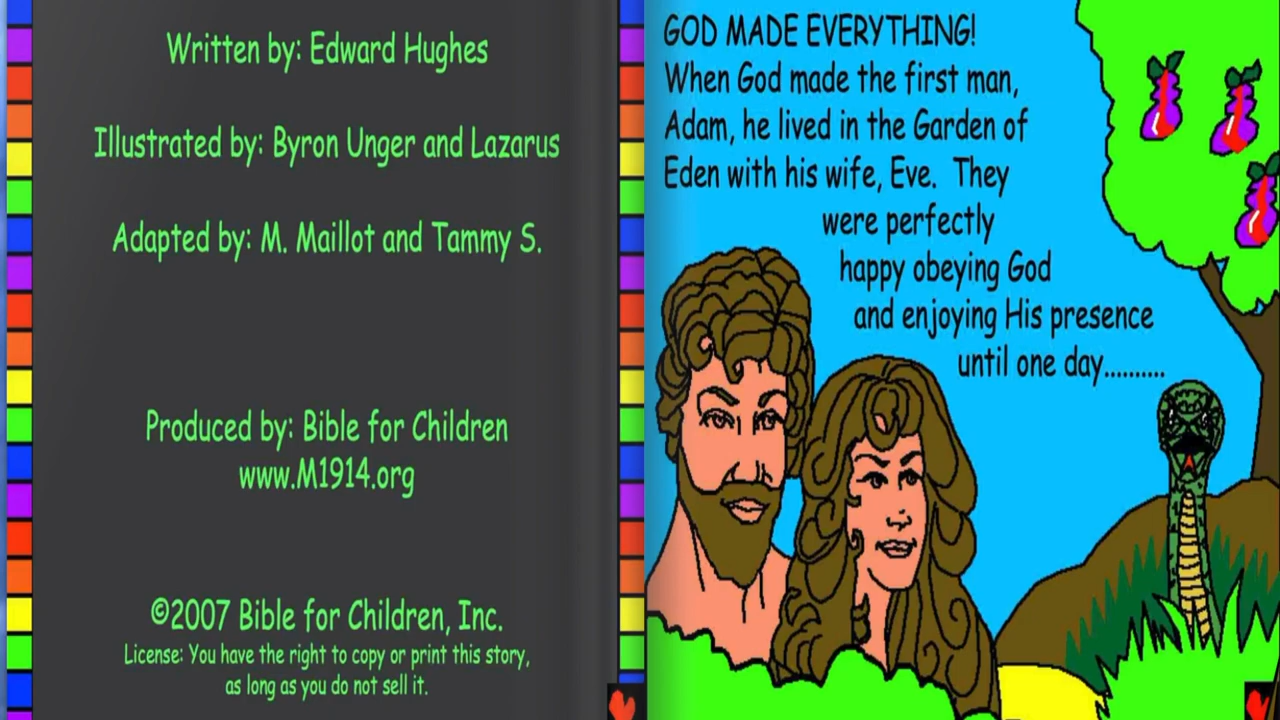 Written by: Edward Hughes
Illustrated by: Byron Unger and Lazarus
Adapted by: M. Maillot and Tammy S.
Produced by: Bible for Children
www.M1914.org
©2007 Bible for Children, Inc.
License: You have the right to copy or print this story,
as long as you do not sell it.
GOD MADE EVERYTHING!
When God made the first man,
Adam, he lived in the Garden of
Eden with his wife, Eve.  They
were perfectly
happy obeying God
and enjoying His presence
until one day..........